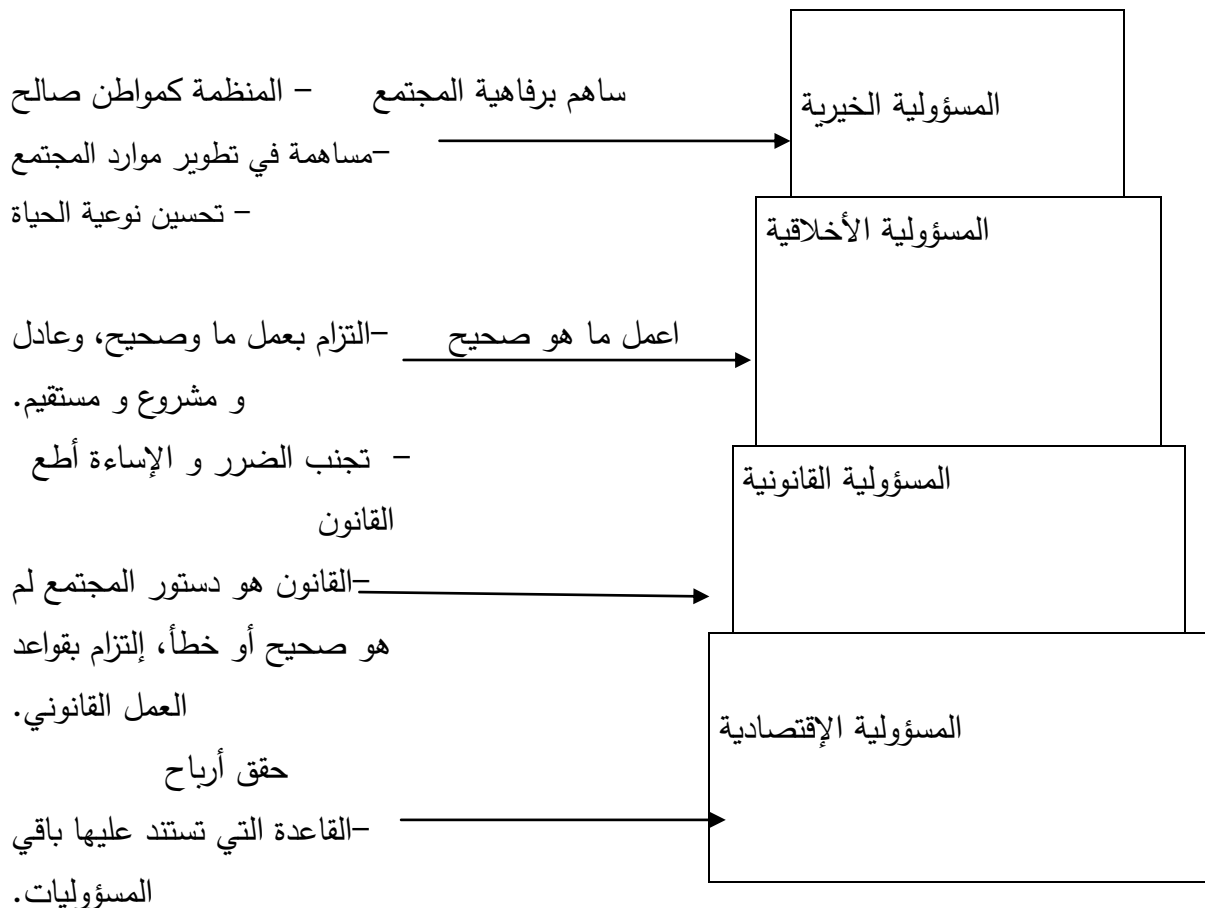 المسؤولية الخيرية
ساهم برفاهية المجتمع – المنظمة كمواطن صالح
–مساهمة في تطوير موارد المجتمع
– تحسين نوعية الحياة
المسؤولية الأخلاقية
اعمل ما هو صحيح –التزام بعمل ما وصحيح، وعادل
و مشروع و مستقيم.
– تجنب الضرر و الإساءة أطع
القانون
المسؤولية القانونية
–القانون هو دستور المجتمع لم
هو صحيح أو خطأ، إلتزام بقواعد
العمل القانوني.
المسؤولية الإقتصادية
حقق أرباح
–القاعدة التي تستند عليها باقي
المسؤوليات.